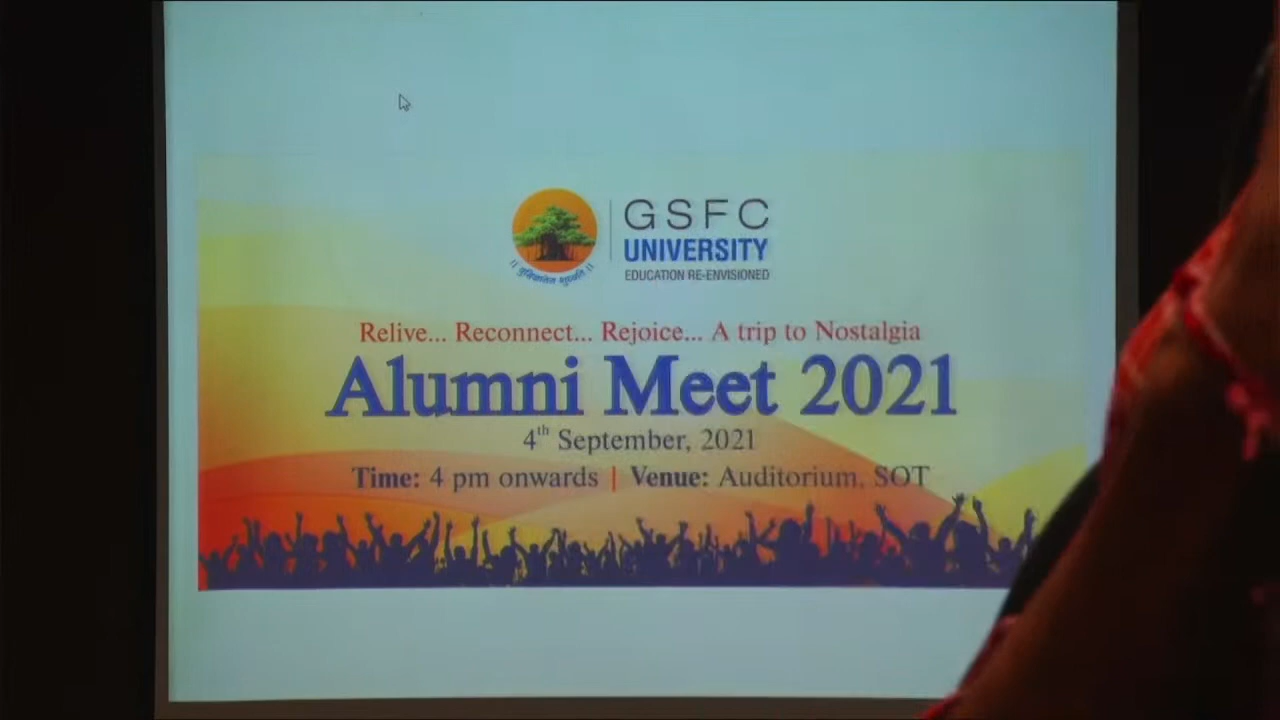 GSFC
UNIVERSITY
EDUCATION RE-ENVISIONED
Relive... Reconnect... Rejoice... A trip to Nostalgia
Alumni Meet 2021
4th September, 2021
Time: 4 pm onwards | Venue: Auditorium, SOT